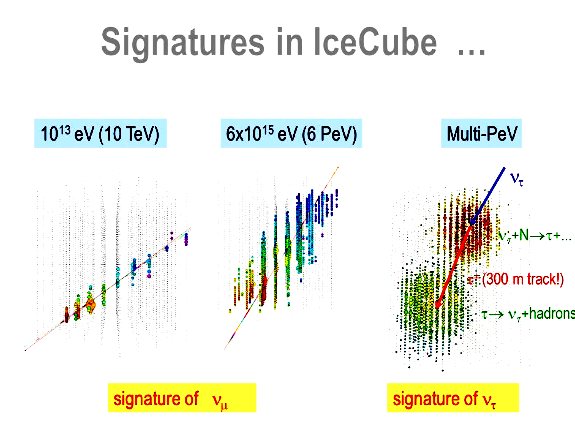 Signatures in IceCube ...
10¹³ eV (10 TeV)
6x10¹⁵ eV (6 PeV)
Multi-PeV
ντ
ντ+N→τ+...
τ (300 m track!)
τ→ ντ+hadrons
signature of νμ
signature of ντ